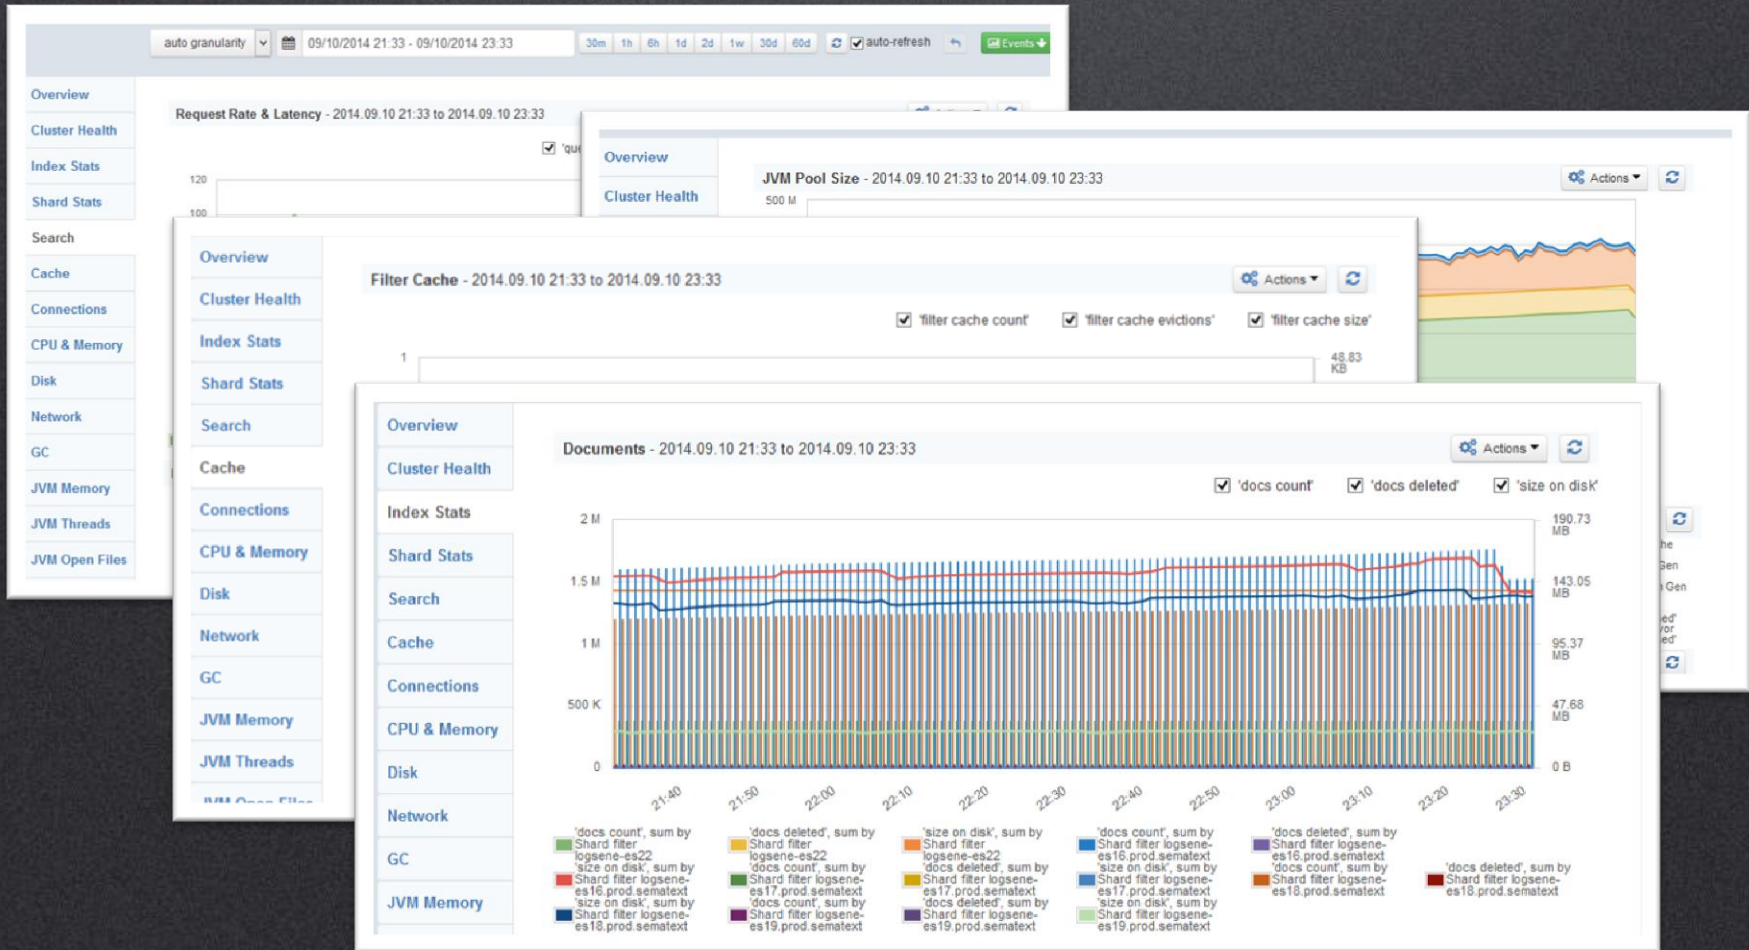 auto granularity
09/10/2014 21:33 - 09/10/2014 23:33
30m 1h 6h 1d 2d 1w 30d 60d
auto-refresh
Events
Overview
Cluster Health
Index Stats
Shard Stats
Search
Cache
Connections
CPU & Memory
Disk
Network
GC
JVM Memory
JVM Threads
JVM Open Files
Request Rate & Latency - 2014.09.10 21:33 to 2014.09.10 23:33
120
100
Overview
Cluster Health
JVM Pool Size - 2014.09.10 21:33 to 2014.09.10 23:33
Actions
500 M
Gen
Gen
Overview
Cluster Health
Index Stats
Shard Stats
Search
Cache
Connections
CPU & Memory
Disk
Network
GC
JVM Memory
JVM Threads
JVM Open Files
Filter Cache - 2014.09.10 21:33 to 2014.09.10 23:33
Actions
'filter cache count' 'filter cache evictions' 'filter cache size'
1
48.83
KB
Overview
Cluster Health
Index Stats
Shard Stats
Search
Cache
Connections
CPU & Memory
Disk
Network
GC
JVM Memory
Documents - 2014.09.10 21:33 to 2014.09.10 23:33
Actions
'docs count' 'docs deleted' 'size on disk'
2 M
1.5 M
1 M
500 K
0
190.73
MB
143.05
MB
95.37
MB
47.68
MB
0 B
21:40 21:50 22:00 22:10 22:20 22:30 22:40 22:50 23:00 23:10 23:20 23:30
'docs count', sum by
Shard filter
logsene-es22
'docs deleted', sum by
Shard filter
logsene-es22
'size on disk', sum by
Shard filter
logsene-es22
'docs count', sum by
Shard filter logsene-
es16.prod.sematext
'docs deleted', sum by
Shard filter logsene-
es16.prod.sematext
'size on disk', sum by
Shard filter logsene-
es16.prod.sematext
'docs count', sum by
Shard filter logsene-
es17.prod.sematext
'docs deleted', sum by
Shard filter logsene-
es17.prod.sematext
'size on disk', sum by
Shard filter logsene-
es17.prod.sematext
'docs count', sum by
Shard filter logsene-
es18.prod.sematext
'docs deleted', sum by
Shard filter logsene-
es18.prod.sematext
'size on disk', sum by
Shard filter logsene-
es18.prod.sematext
'docs count', sum by
Shard filter logsene-
es19.prod.sematext
'docs deleted', sum by
Shard filter logsene-
es19.prod.sematext
'size on disk', sum by
Shard filter logsene-
es19.prod.sematext